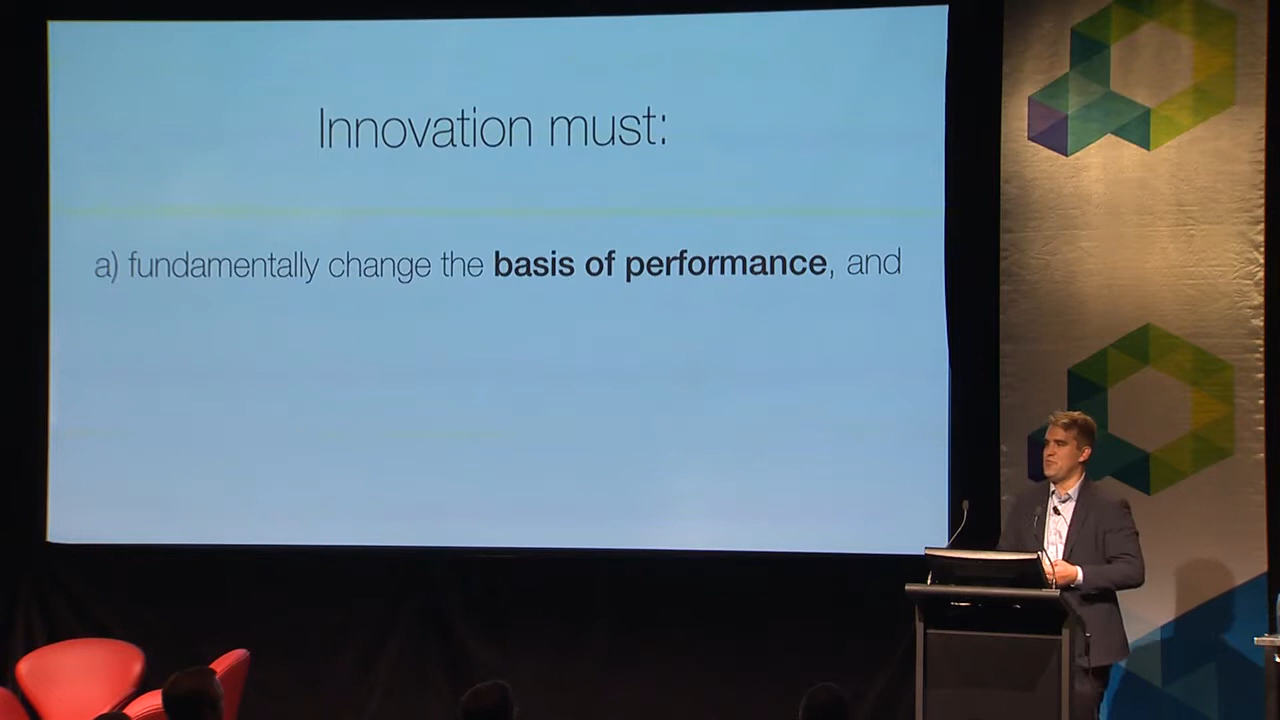 Innovation must:
a) fundamentally change the basis of performance, and